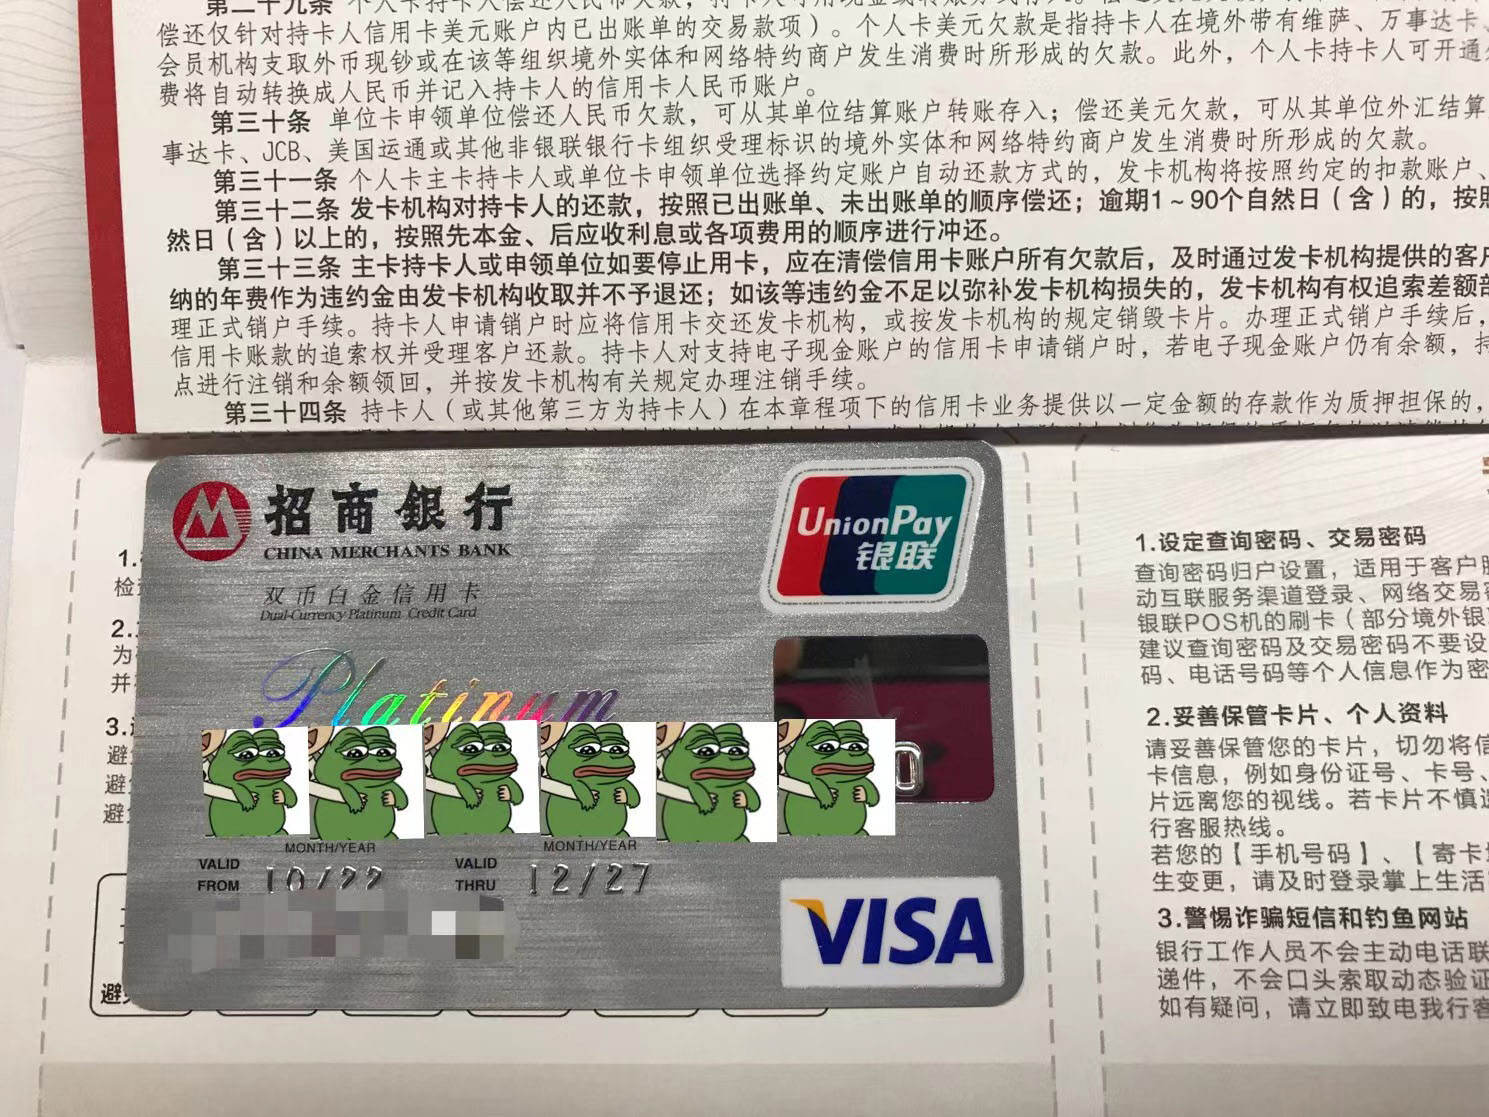 第二十九条
偿还仅针对持卡人信用卡美元账户内已出账单的交易款项）。个人卡美元欠款是指持卡人在境外带有维萨、万事达卡、
会员机构支取外币现钞或在该等组织境外实体和网络特约商户发生消费时所形成的欠款。此外，个人卡持卡人可开通
费将自动转换成人民币并记入持卡人的信用卡人民币账户。
第三十条 单位卡申领单位偿还人民币欠款，可从其单位结算账户转账存入；偿还美元欠款，可从其单位外汇结算
事达卡、JCB、美国运通或其他非银联银行卡组织受理标识的境外实体和网络特约商户发生消费时所形成的欠款。
第三十一条 个人卡主卡持卡人或单位卡申领单位选择约定账户自动还款方式的，发卡机构将按照约定的扣款账户、
第三十二条 发卡机构对持卡人的还款，按照已出账单、未出账单的顺序偿还；逾期1～90个自然日（含）的，按照
然日（含）以上的，按照先本金、后应收利息或各项费用的顺序进行冲还。
第三十三条 主卡持卡人或申领单位如要停止用卡，应在清偿信用卡账户所有欠款后，及时通过发卡机构提供的客户
纳的年费作为违约金由发卡机构收取并不予退还；如该等违约金不足以弥补发卡机构损失的，发卡机构有权追索差额部
理正式销户手续。持卡人申请销户时应将信用卡交还发卡机构，或按发卡机构的规定销毁卡片。办理正式销户手续后，
信用卡账款的追索权并受理客户还款。持卡人对支持电子现金账户的信用卡申请销户时，若电子现金账户仍有余额，持
点进行注销和余额领回，并按发卡机构有关规定办理注销手续。
第三十四条 持卡人（或其他第三方为持卡人）在本章程项下的信用卡业务提供以一定金额的存款作为质押担保的，
招商銀行
CHINA MERCHANTS BANK
双币白金信用卡
Dual-Currency Platinum Credit Card
UnionPay
银联
Platinum
0
MONTH/YEAR
MONTH/YEAR
VALID
FROM 10/22
VALID
THRU 12/27
VISA
1.
检
2.
为
并
3.
避
避
避
避
1.设定查询密码、交易密码
查询密码归户设置，适用于客户服
动互联服务渠道登录、网络交易
银联POS机的刷卡（部分境外银
建议查询密码及交易密码不要设
码、电话号码等个人信息作为密
2.妥善保管卡片、个人资料
请妥善保管您的卡片，切勿将信
卡信息，例如身份证号、卡号、
片远离您的视线。若卡片不慎遗
行客服热线。
若您的【手机号码】、【寄卡
生变更，请及时登录掌上生活
3.警惕诈骗短信和钓鱼网站
银行工作人员不会主动电话联
递件，不会口头索取动态验证
如有疑问，请立即致电我行客